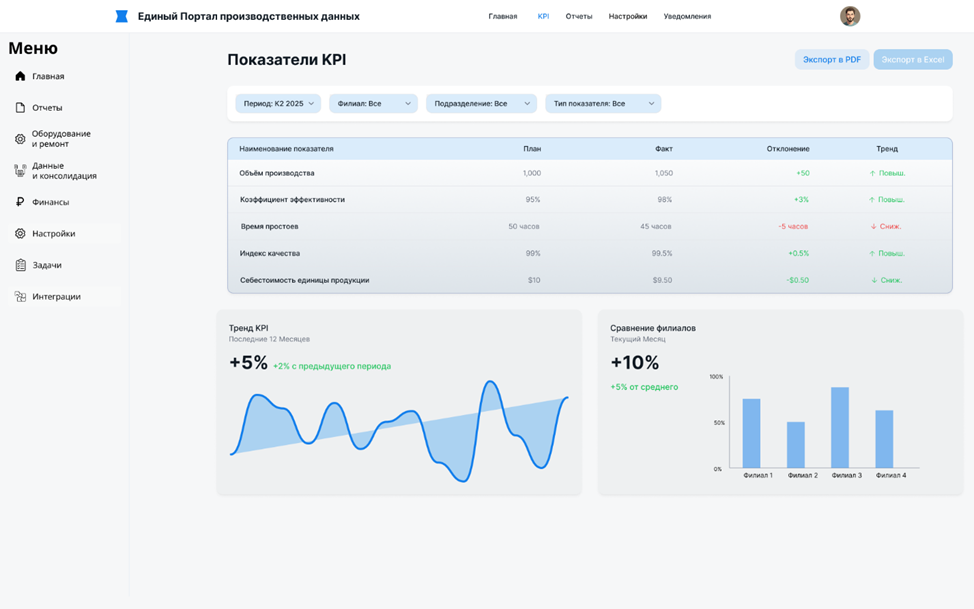 Единый Портал производственных данных
Главная KPI Отчеты Настройки Уведомления
Меню
Главная
Отчеты
Оборудование
и ремонт
Данные
и консолидация
Финансы
Настройки
Задачи
Интеграции
Показатели KPI
Экспорт в PDF Экспорт в Excel
Период: К2 2025 Филиал: Все Подразделение: Все Тип показателя: Все
Наименование показателя План Факт Отклонение Тренд
Объём производства 1,000 1,050 +50 ↑ Повыш.
Коэффициент эффективности 95% 98% +3% ↑ Повыш.
Время простоев 50 часов 45 часов -5 часов ↓ Сниж.
Индекс качества 99% 99.5% +0.5% ↑ Повыш.
Себестоимость единицы продукции $10 $9.50 -$0.50 ↓ Сниж.
Тренд KPI
Последние 12 Месяцев
+5% +2% с предыдущего периода
Сравнение филиалов
Текущий Месяц
+10%
+5% от среднего
100%
50%
0%
Филиал 1 Филиал 2 Филиал 3 Филиал 4